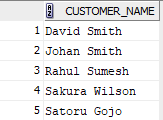 CUSTOMER_NAME
1 David Smith
2 Johan Smith
3 Rahul Sumesh
4 Sakura Wilson
5 Satoru Gojo